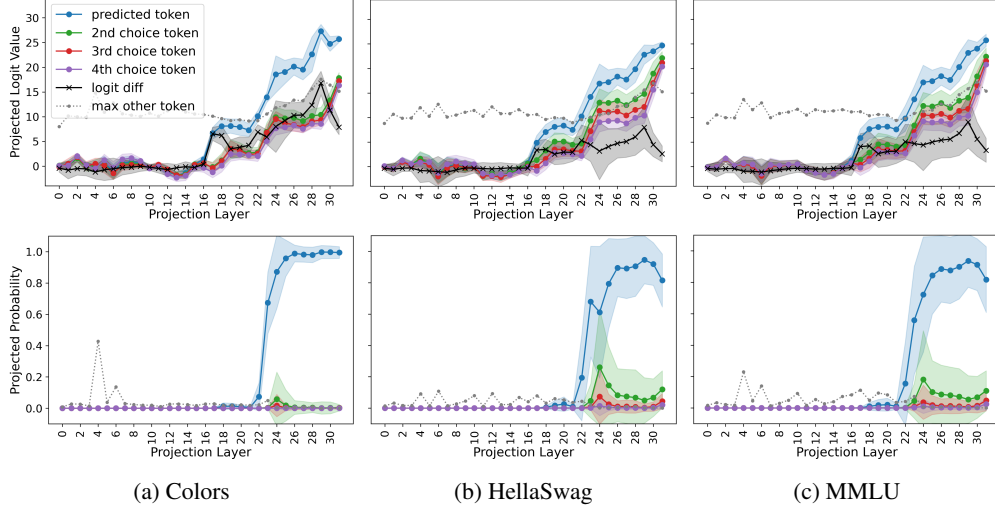 predicted token
2nd choice token
3rd choice token
4th choice token
logit diff
max other token
Projected Logit Value
30
25
20
15
10
5
0
0 2 4 6 8 10 12 14 16 18 20 22 24 26 28 30
Projection Layer
0 2 4 6 8 10 12 14 16 18 20 22 24 26 28 30
Projection Layer
0 2 4 6 8 10 12 14 16 18 20 22 24 26 28 30
Projection Layer
Projected Probability
1.0
0.8
0.6
0.4
0.2
0.0
0 2 4 6 8 10 12 14 16 18 20 22 24 26 28 30
Projection Layer
0 2 4 6 8 10 12 14 16 18 20 22 24 26 28 30
Projection Layer
0 2 4 6 8 10 12 14 16 18 20 22 24 26 28 30
Projection Layer
(a) Colors
(b) HellaSwag
(c) MMLU